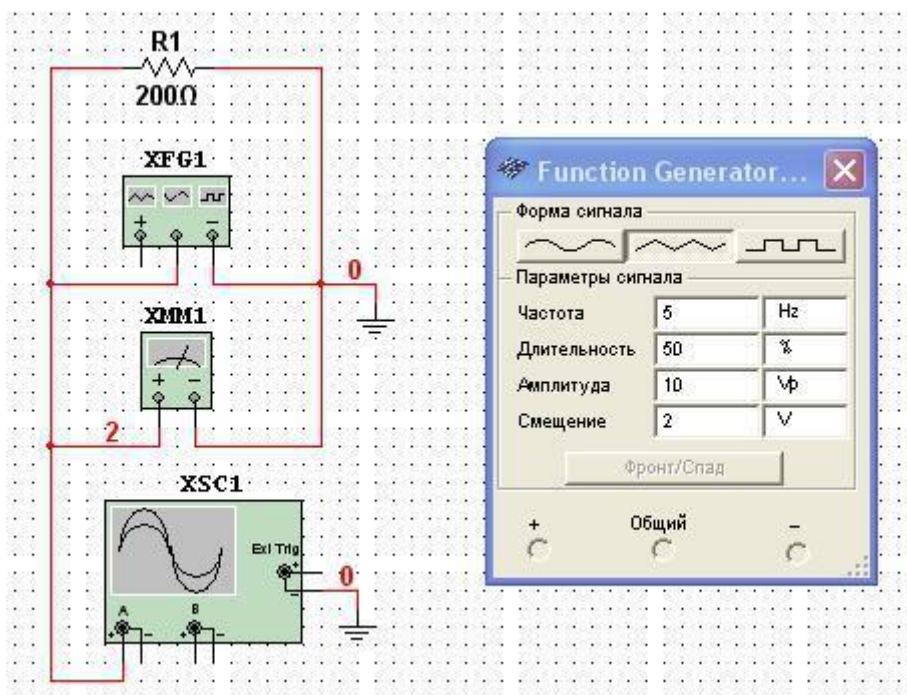 R1
200Ω
XFG1
+ −
0
XMM1
+ −
2
XSC1
Ext Trig
+
−
0
A B
+ − + −
Function Generator...
Форма сигнала
Параметры сигнала
Частота 5 Hz
Длительность 50 %
Амплитуда 10 Vp
Смещение 2 V
Фронт/Спад
+ Общий −